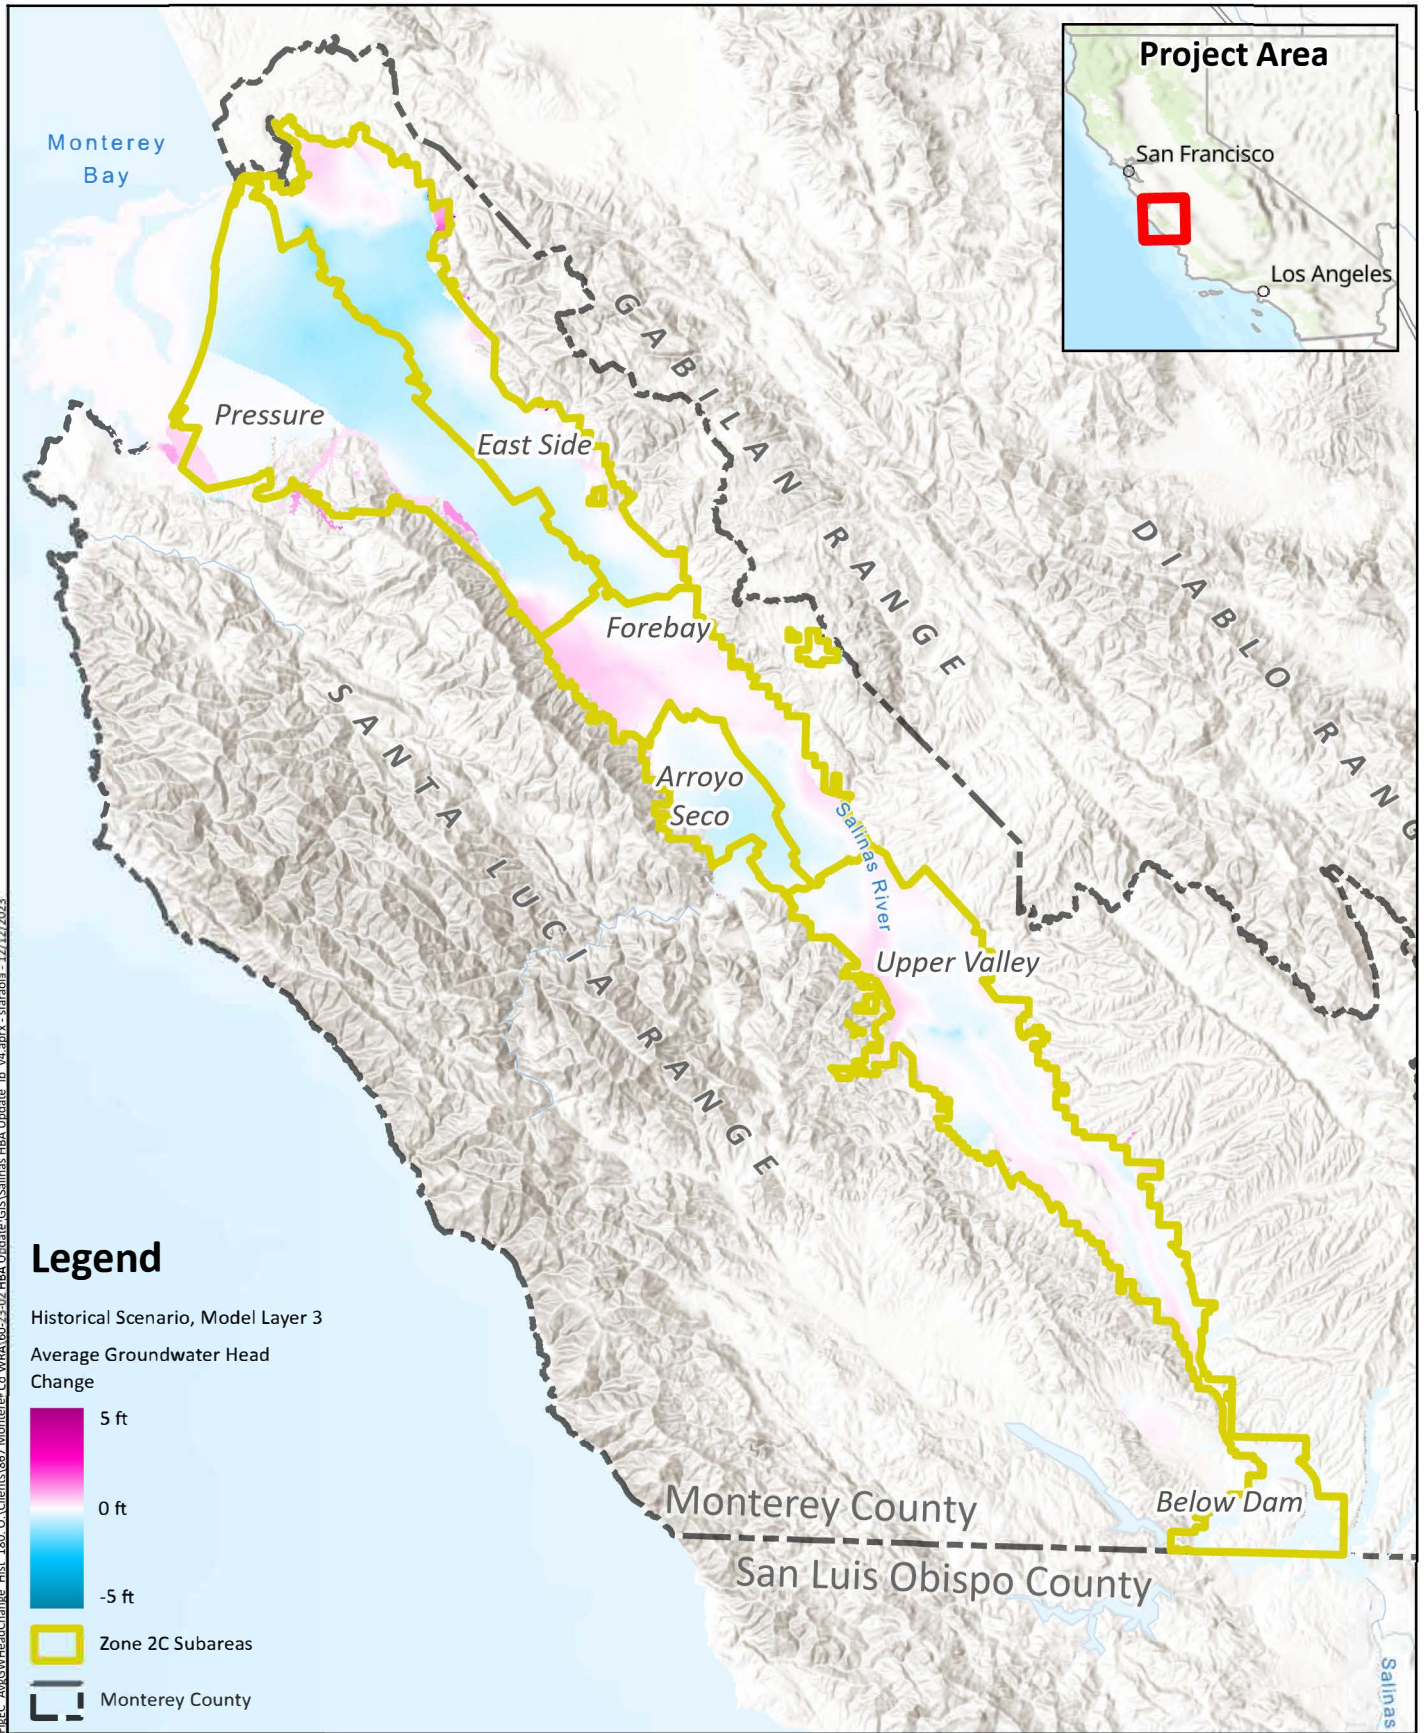 Project Area
San Francisco
Los Angeles
Monterey
Bay
GABILAN RANGE
DIABLO RANG
Pressure
East Side
Forebay
Arroyo
Seco
Salinas River
Upper Valley
SANTA LUCIA RANGE
Below Dam
Monterey County
San Luis Obispo County
Salinas
Legend
Historical Scenario, Model Layer 3
Average Groundwater Head
Change
5 ft
0 ft
-5 ft
Zone 2C Subareas
Monterey County